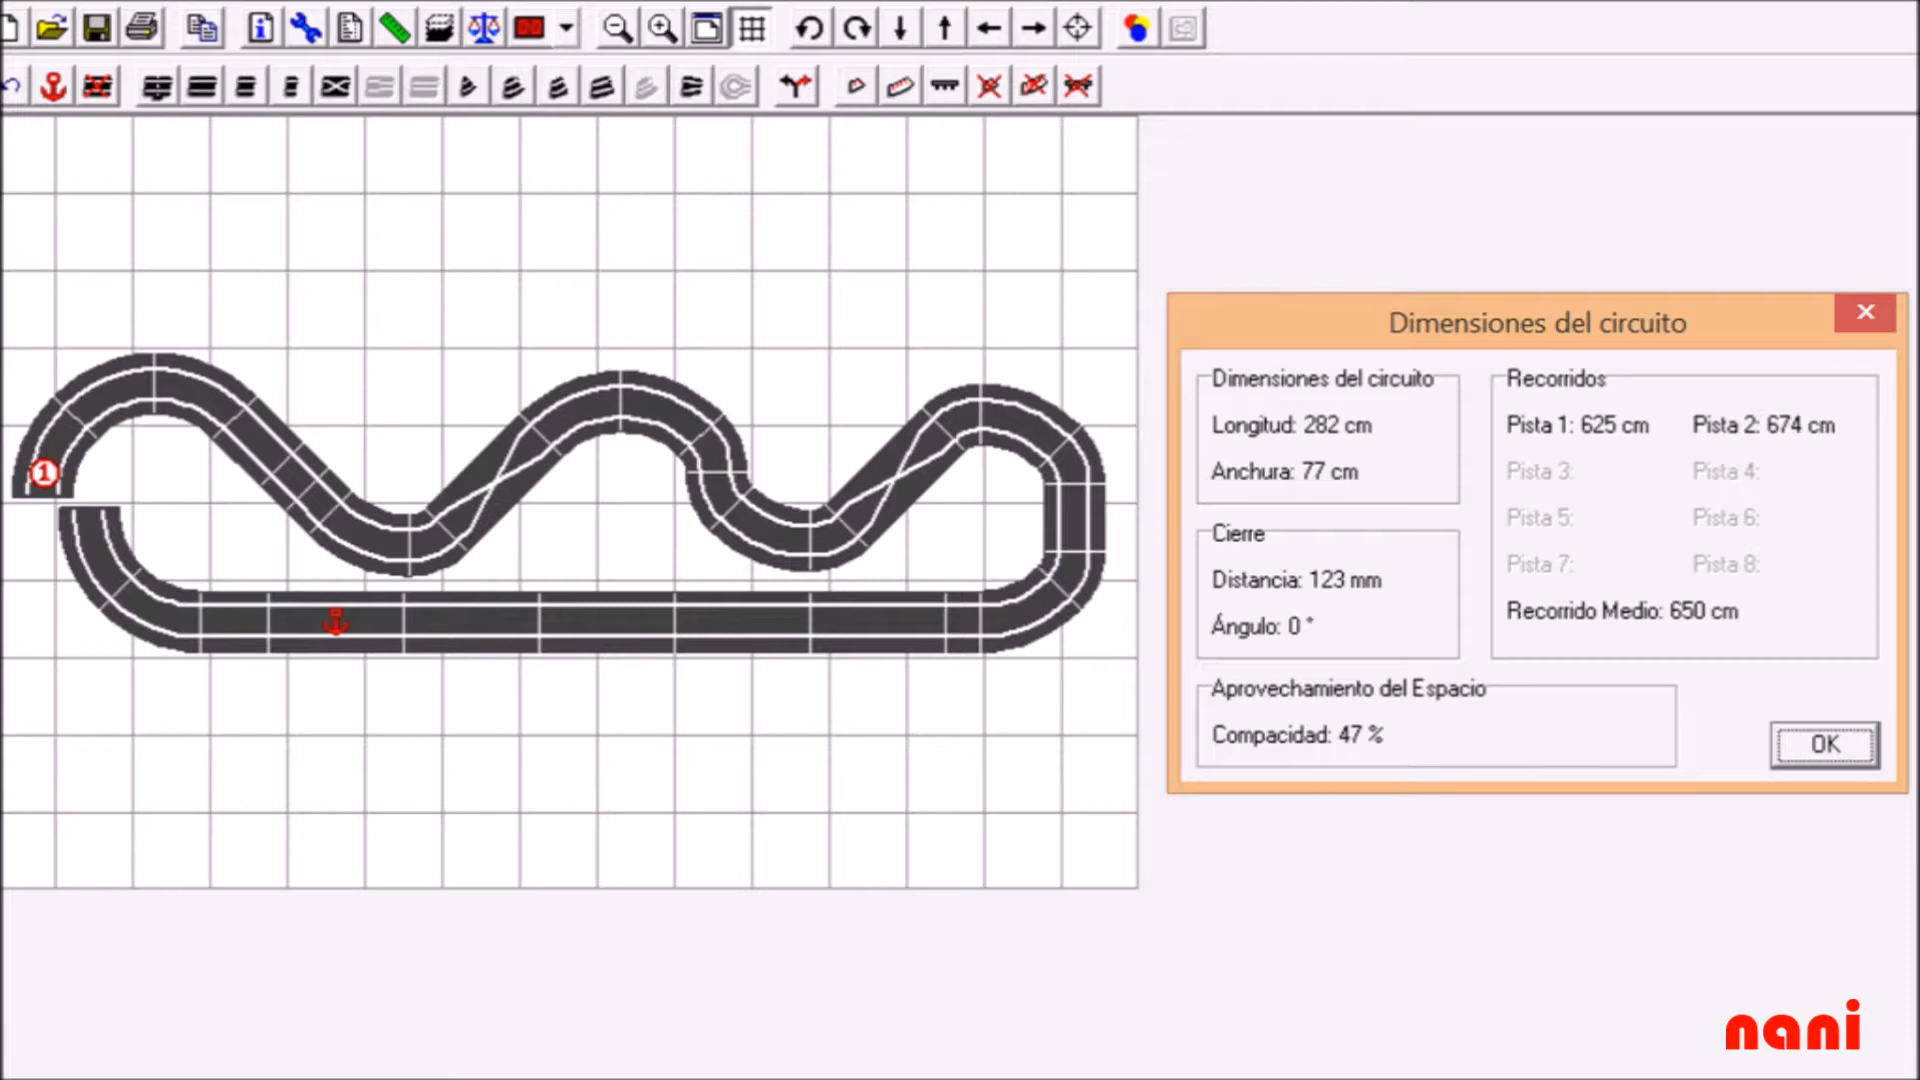 Dimensiones del circuito
Dimensiones del circuito
Longitud: 282 cm
Anchura: 77 cm
Cierre
Distancia: 123 mm
Ángulo: 0 °
Aprovechamiento del Espacio
Compacidad: 47 %
Recorridos
Pista 1: 625 cm Pista 2: 674 cm
Pista 3: Pista 4:
Pista 5: Pista 6:
Pista 7: Pista 8:
Recorrido Medio: 650 cm
OK
1
nani